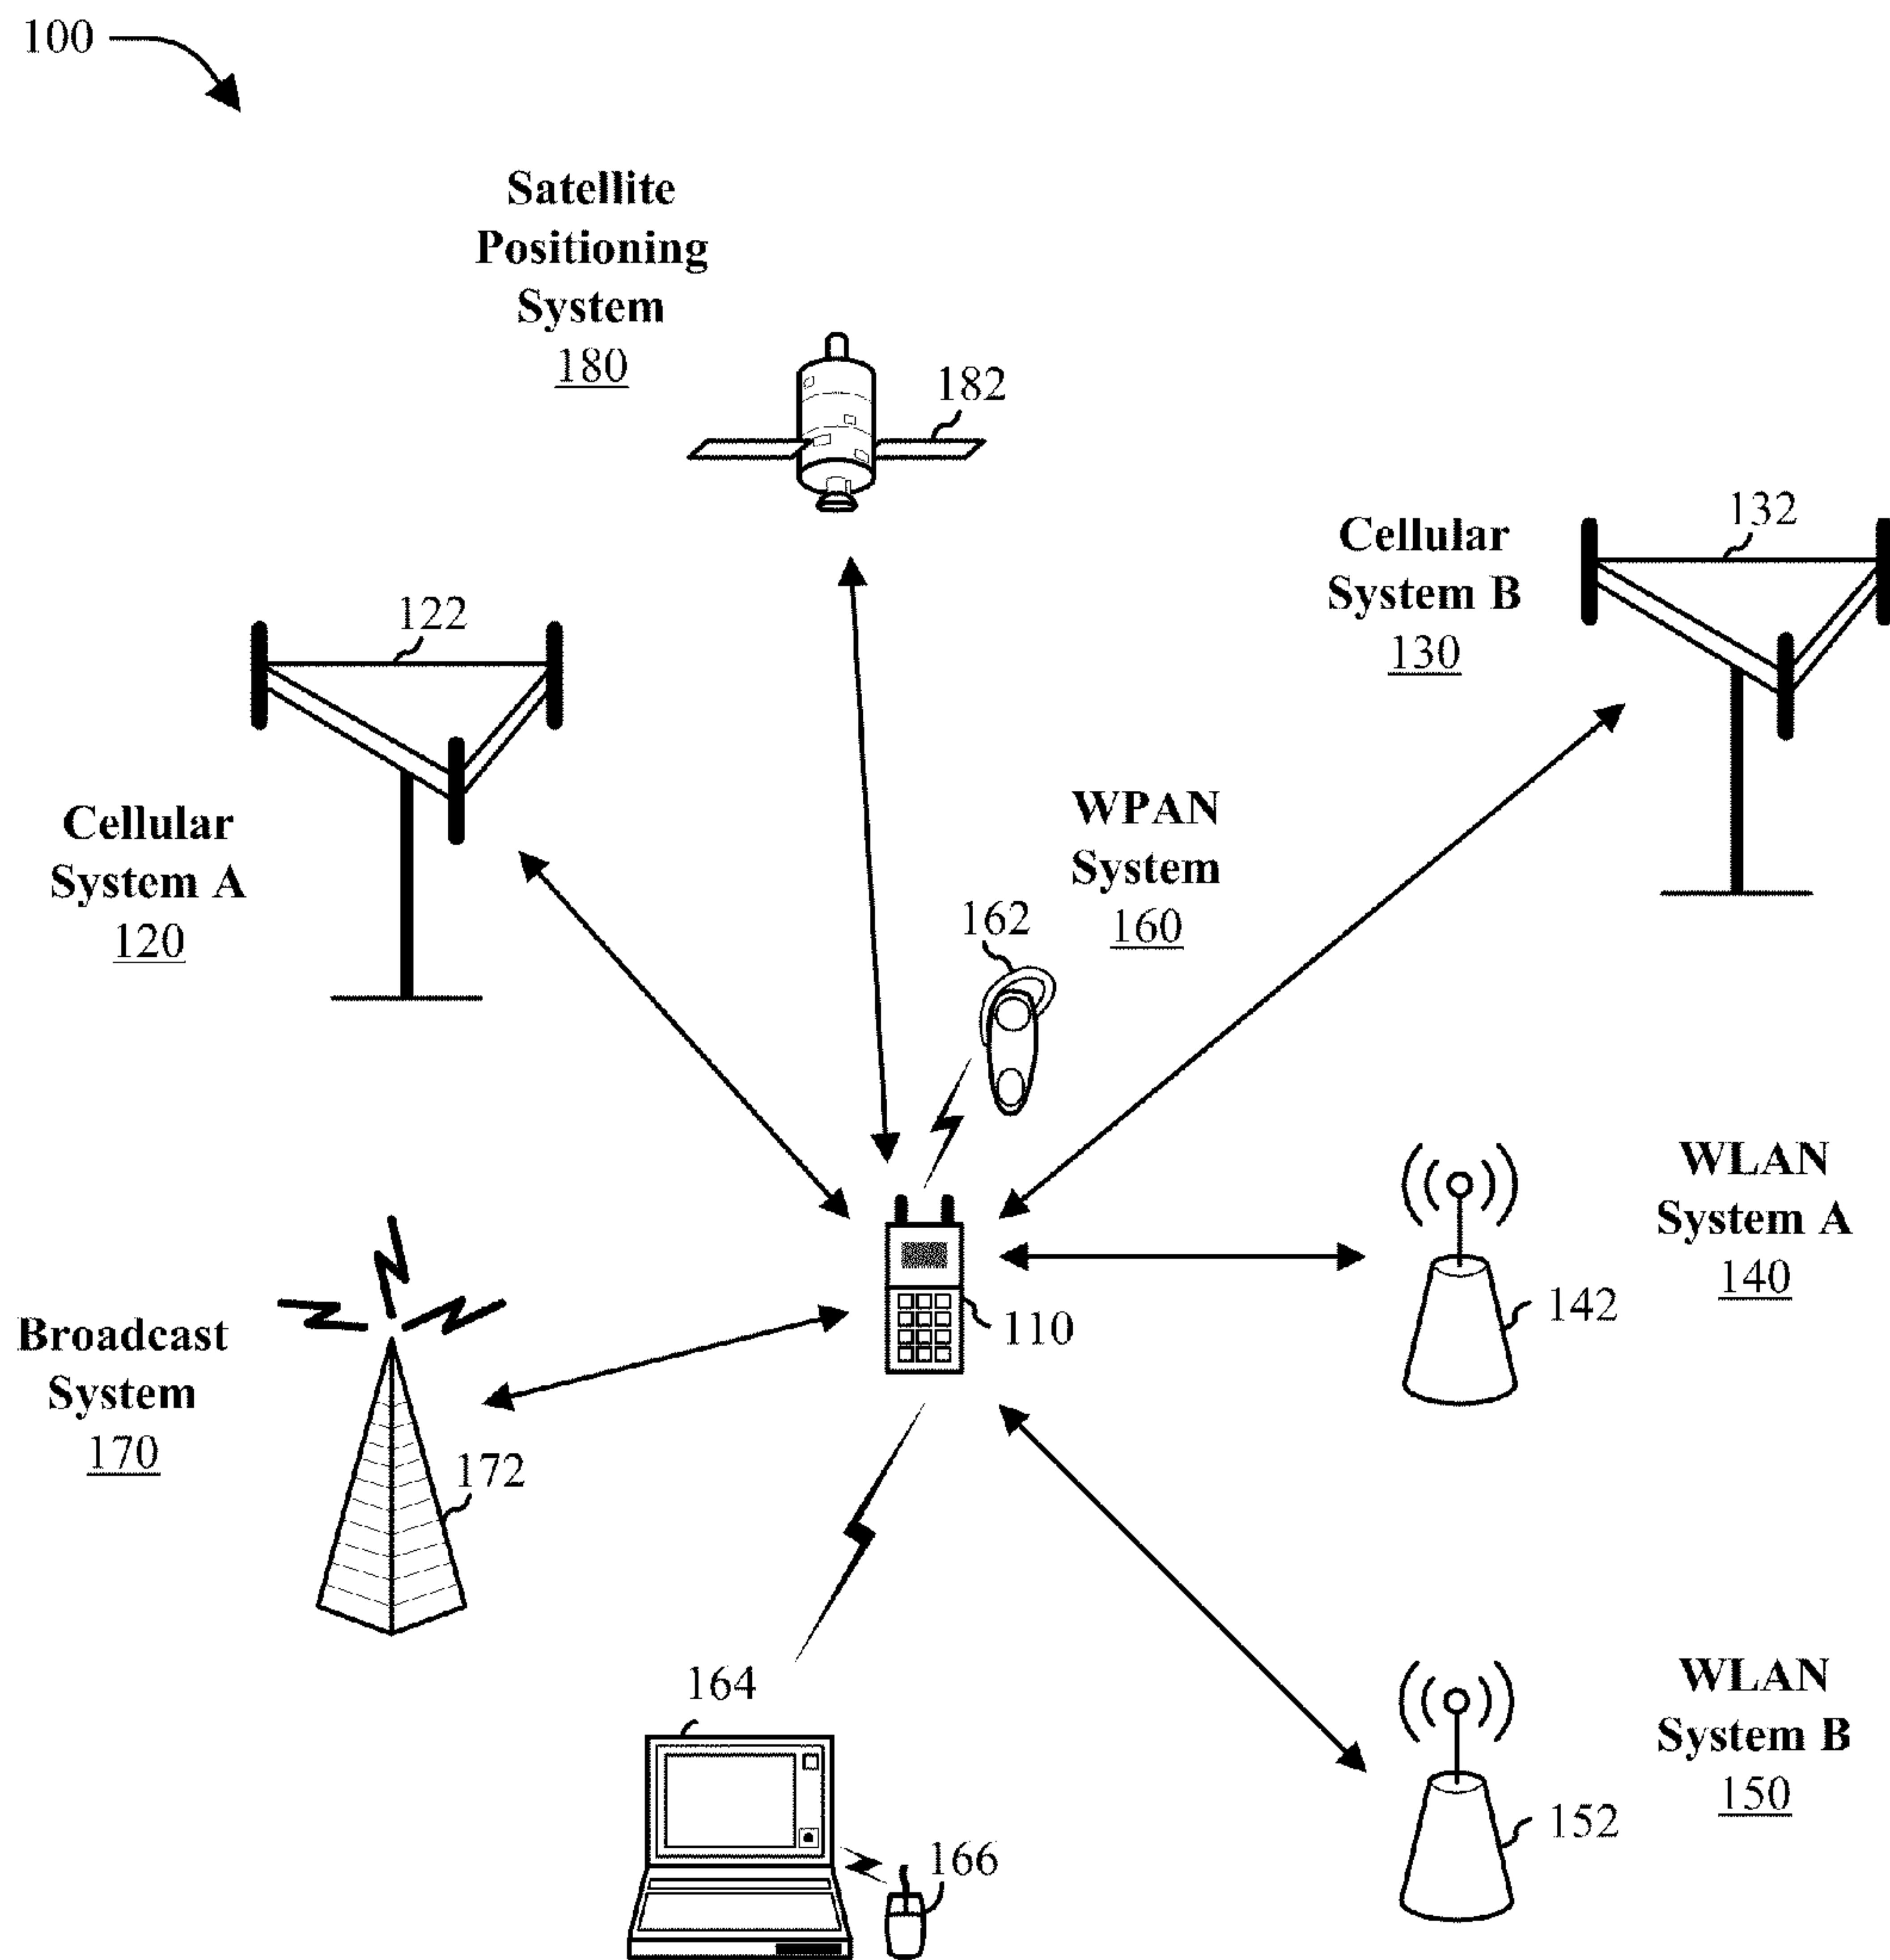 100
Satellite
Positioning
System
180
182
Cellular
System B
130
132
122
Cellular
System A
120
WPAN
System
160
162
WLAN
System A
140
142
110
Broadcast
System
170
172
164
166
WLAN
System B
150
152